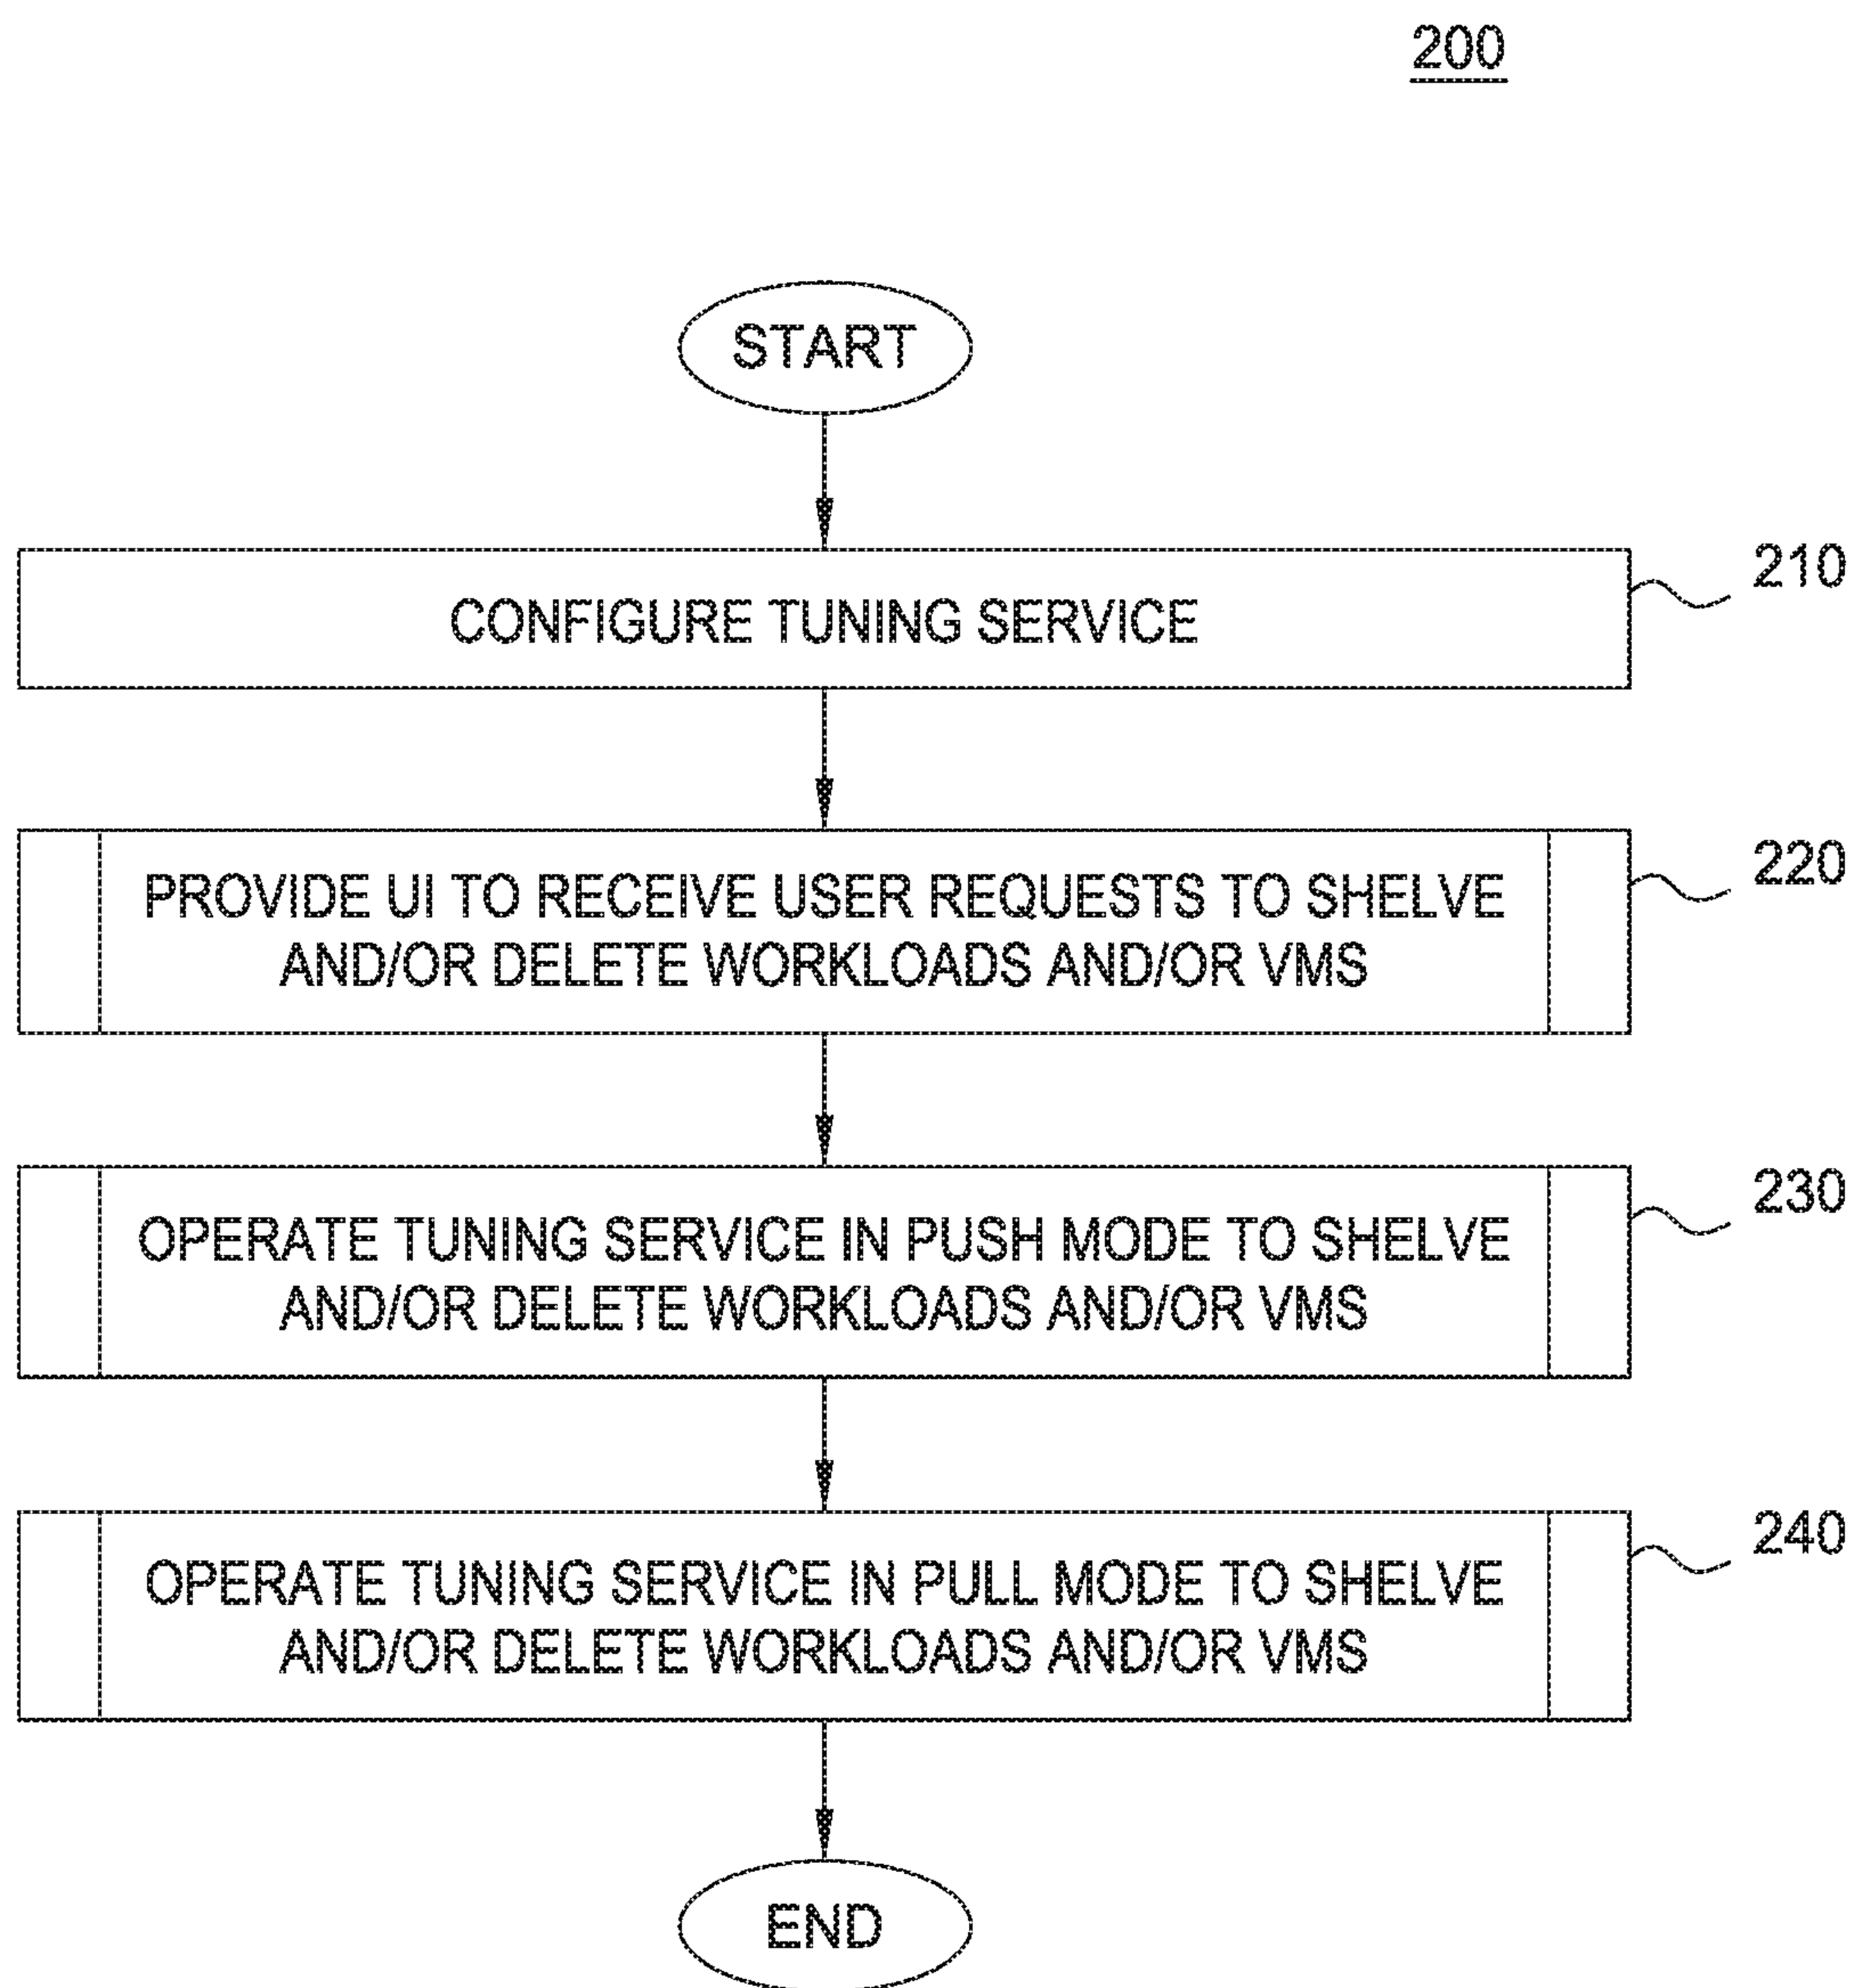 200
START
CONFIGURE TUNING SERVICE
210
PROVIDE UI TO RECEIVE USER REQUESTS TO SHELVE
AND/OR DELETE WORKLOADS AND/OR VMS
220
OPERATE TUNING SERVICE IN PUSH MODE TO SHELVE
AND/OR DELETE WORKLOADS AND/OR VMS
230
OPERATE TUNING SERVICE IN PULL MODE TO SHELVE
AND/OR DELETE WORKLOADS AND/OR VMS
240
END